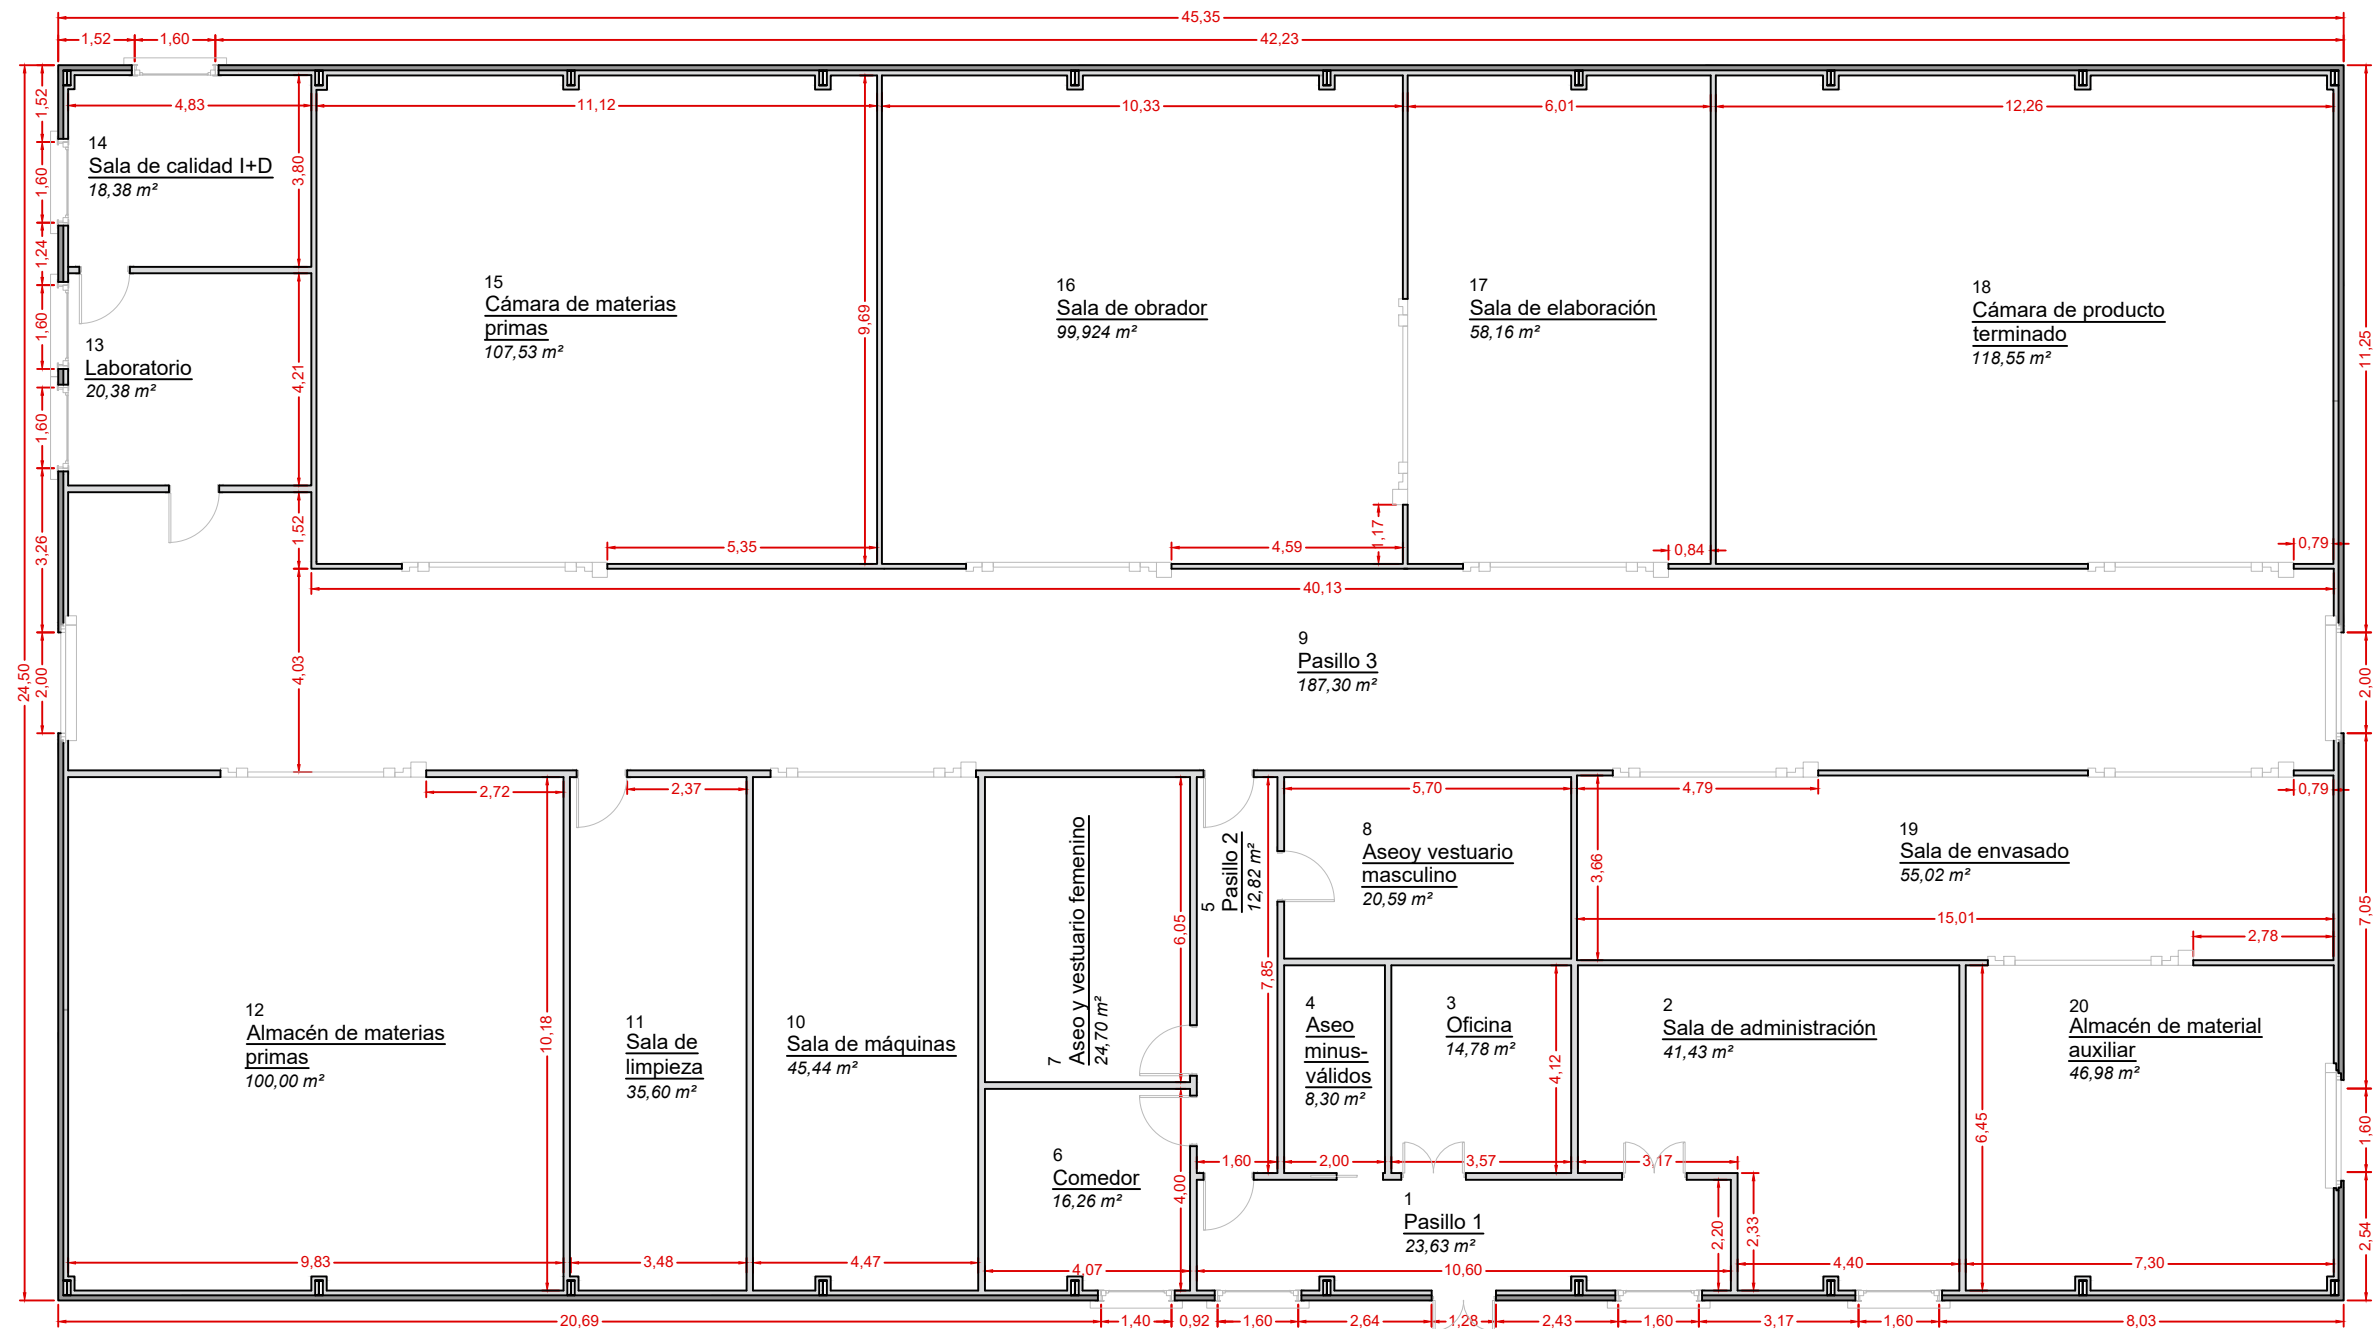 45,35
1,52
1,60
42,23
4,83
11,12
10,33
6,01
12,26
1,52
1,60
1,24
1,60
1,60
3,26
2,00
24,50
3,80
4,21
1,52
4,03
9,69
14
Sala de calidad I+D
18,38 m²
13
Laboratorio
20,38 m²
15
Cámara de materias
primas
107,53 m²
16
Sala de obrador
99,924 m²
17
Sala de elaboración
58,16 m²
18
Cámara de producto
terminado
118,55 m²
11,25
5,35
4,59
1,17
0,84
0,79
40,13
9
Pasillo 3
187,30 m²
2,00
2,72
2,37
5,70
4,79
0,79
12
Almacén de materias
primas
100,00 m²
10,18
11
Sala de
limpieza
35,60 m²
10
Sala de máquinas
45,44 m²
7
Aseo y vestuario femenino
24,70 m²
6,05
5
Pasillo 2
12,82 m²
7,85
8
Aseoy vestuario
masculino
20,59 m²
3,66
19
Sala de envasado
55,02 m²
15,01
2,78
7,05
4
Aseo
minus-
válidos
8,30 m²
3
Oficina
14,78 m²
4,12
2
Sala de administración
41,43 m²
20
Almacén de material
auxiliar
46,98 m²
6,45
1,60
6
Comedor
16,26 m²
4,00
1,60
2,00
3,57
3,17
1
Pasillo 1
23,63 m²
2,20
2,33
2,54
9,83
3,48
4,47
4,07
10,60
4,40
7,30
20,69
1,40
0,92
1,60
2,64
1,28
2,43
1,60
3,17
1,60
8,03